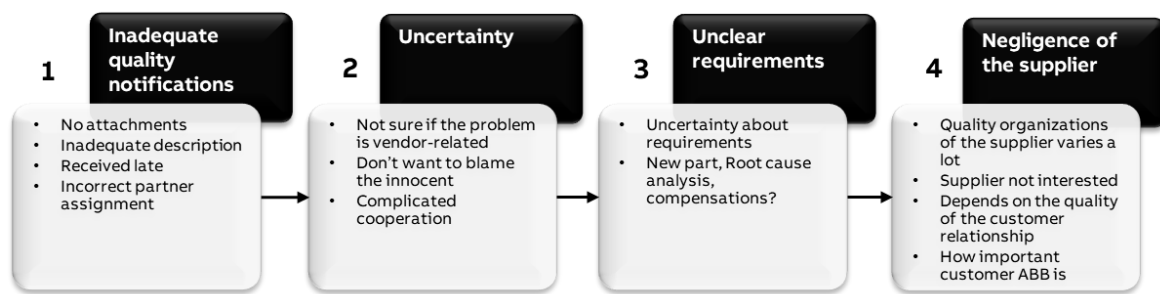 1
Inadequate
quality
notifications
• No attachments
• Inadequate description
• Received late
• Incorrect partner
assignment
2
Uncertainty
• Not sure if the problem
is vendor-related
• Don't want to blame
the innocent
• Complicated
cooperation
3
Unclear
requirements
• Uncertainty about
requirements
• New part, Root cause
analysis,
compensations?
4
Negligence of
the supplier
• Quality organizations
of the supplier varies a
lot
• Supplier not interested
• Depends on the quality
of the customer
relationship
• How important
customer ABB is